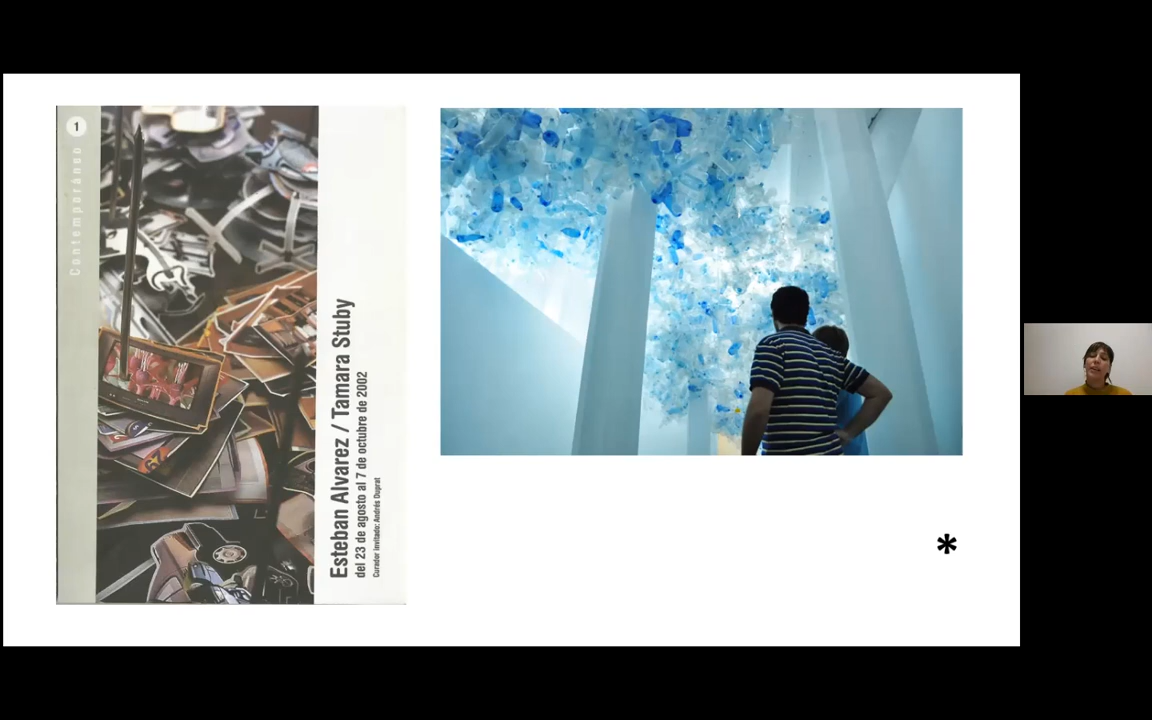 1
Contemporáneo
Esteban Alvarez / Tamara Stuby
del 23 de agosto al 7 de octubre de 2002
Curador invitado: Andrés Duprat
*